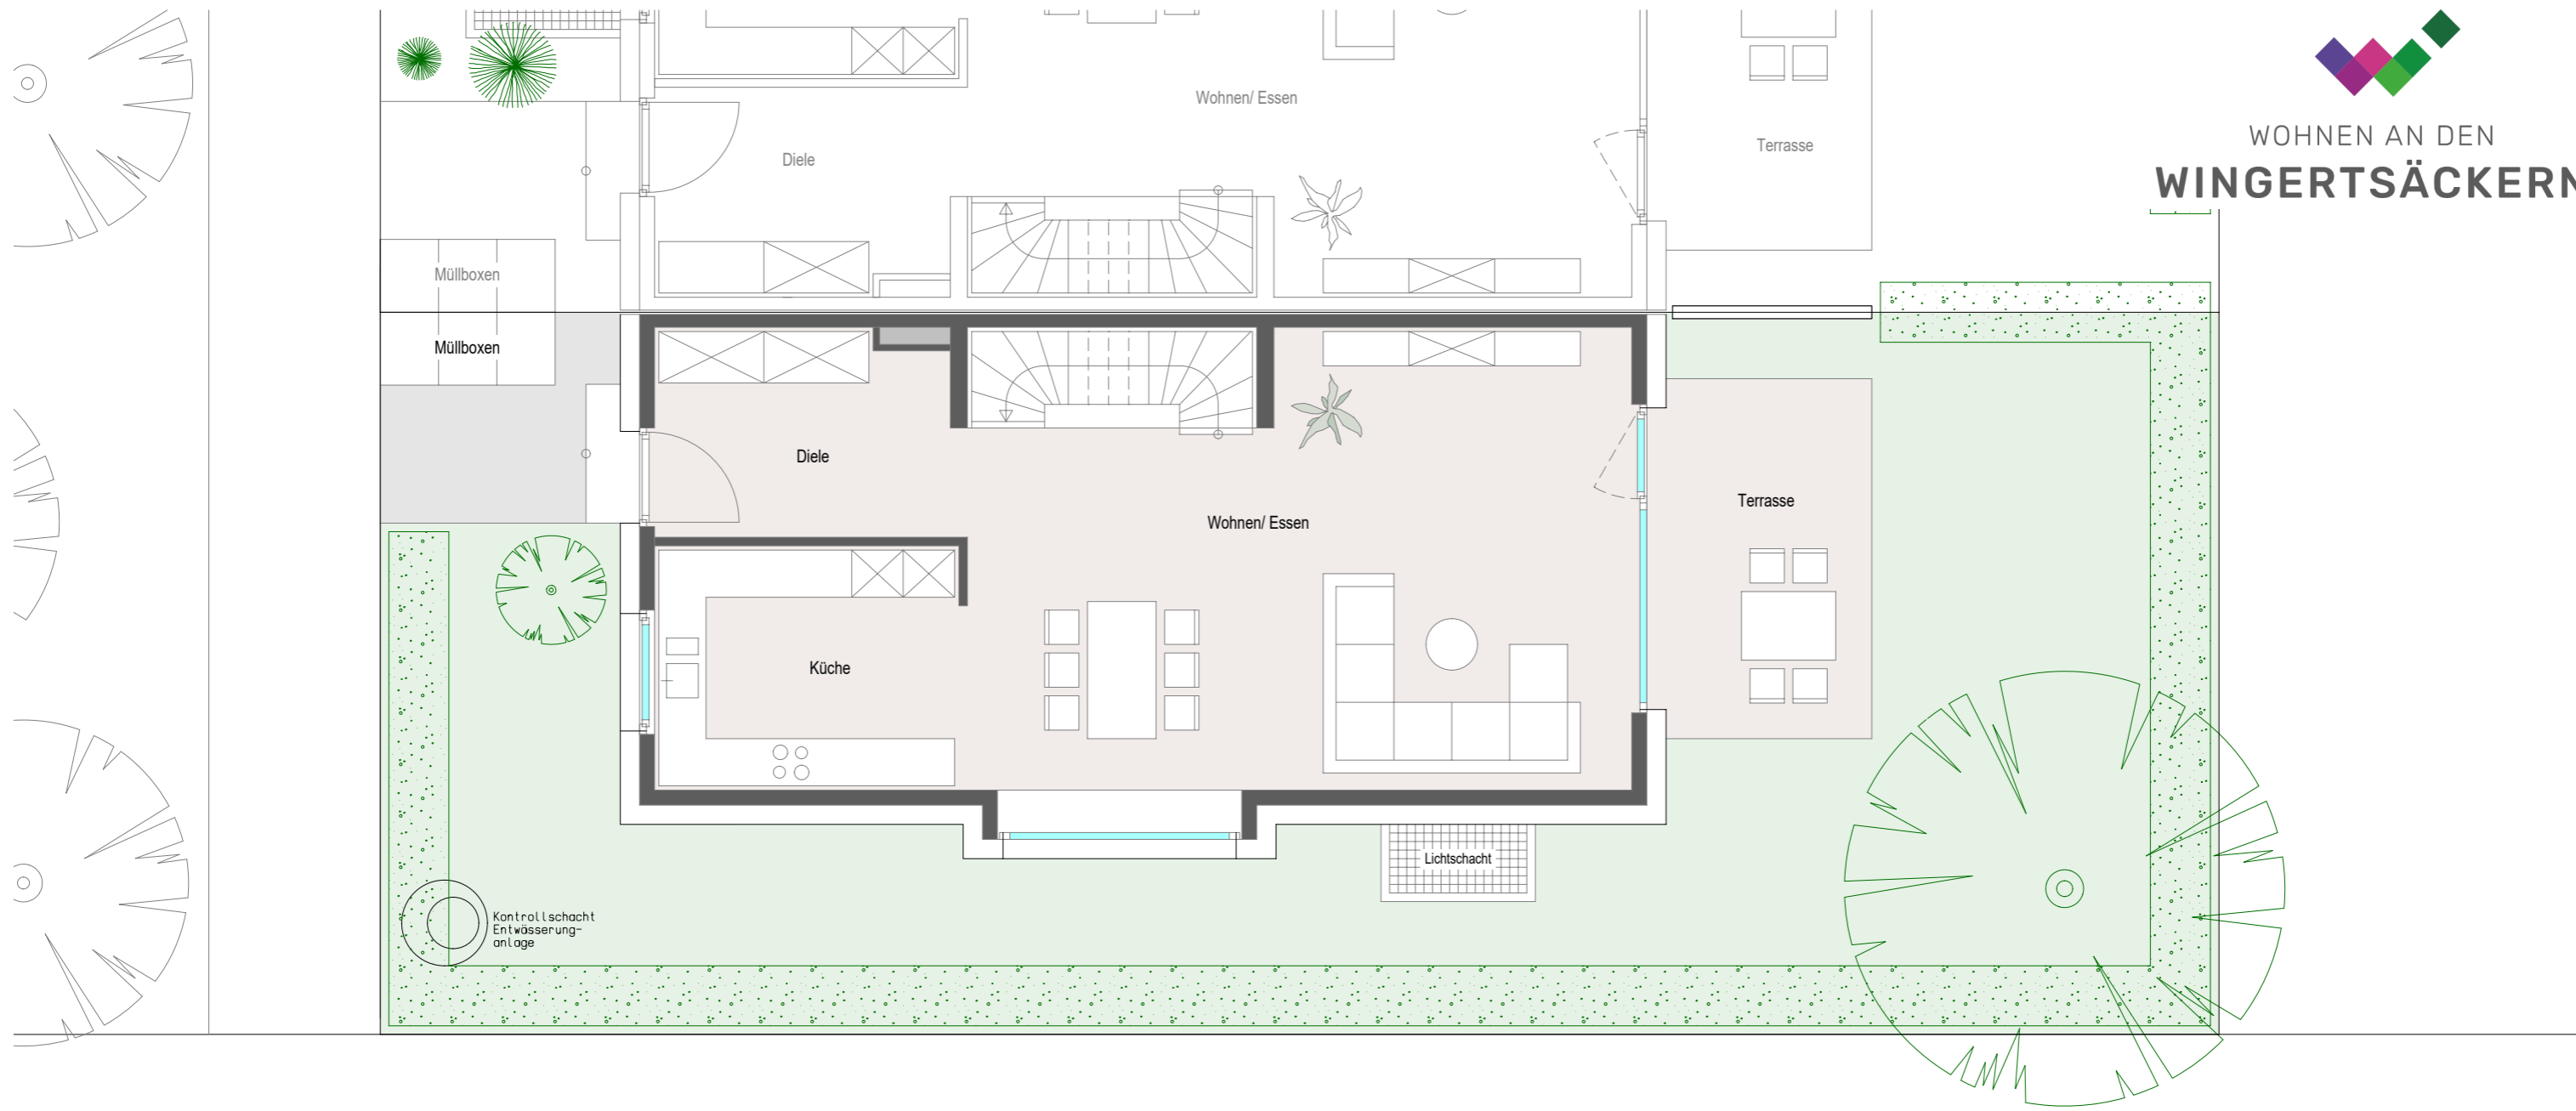 WOHNEN AN DEN
WINGERTSÄCKERN
Wohnen/ Essen
Diele
Terrasse
Müllboxen
Müllboxen
Diele
Wohnen/ Essen
Terrasse
Küche
Lichtschacht
Kontrollschacht
Entwässerung-
anlage